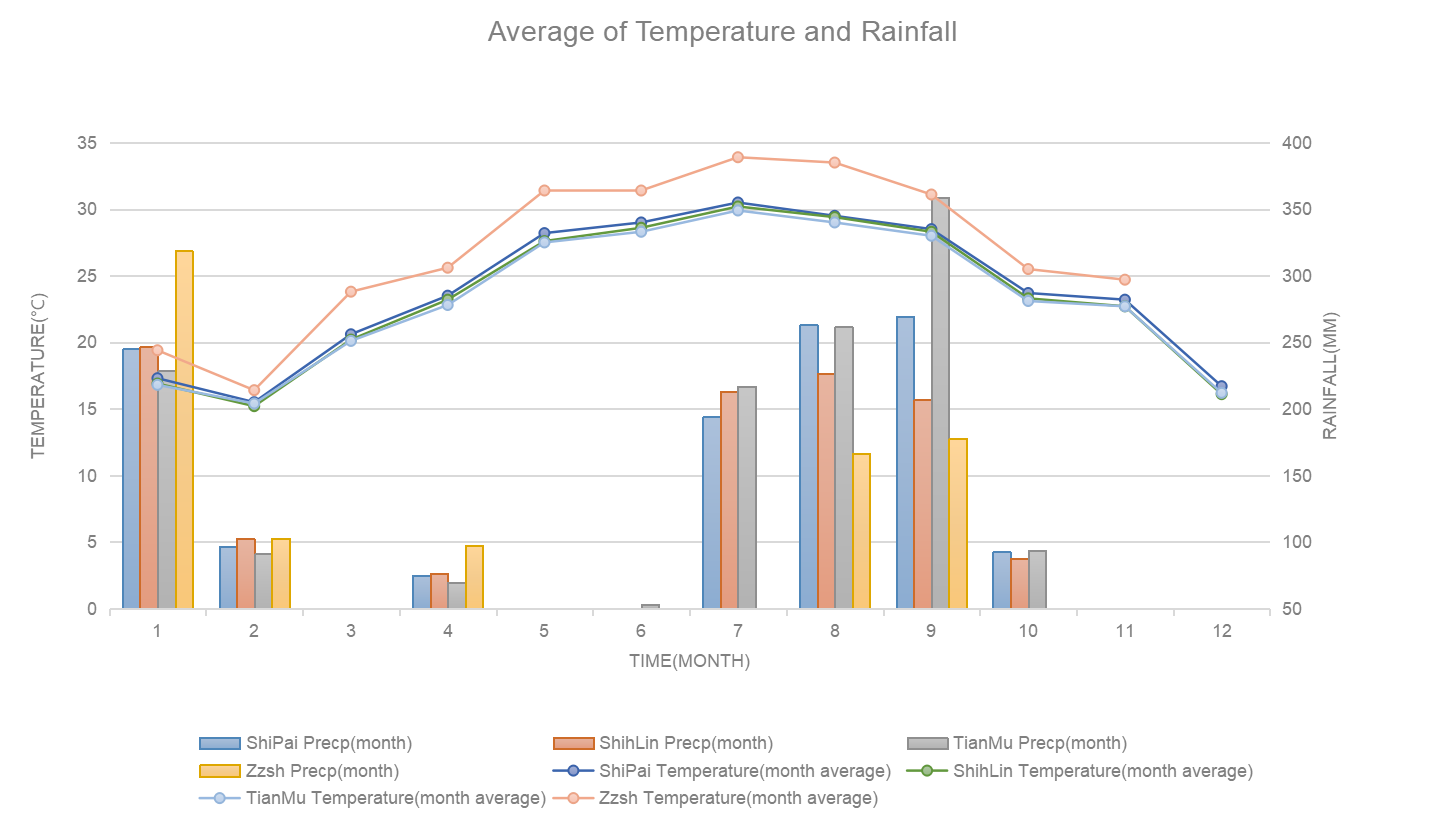 Average of Temperature and Rainfall
35
30
25
20
15
10
5
0
TEMPERATURE(°C)
400
350
300
250
200
150
100
50
RAINFALL(MM)
1 2 3 4 5 6 7 8 9 10 11 12
TIME(MONTH)
ShiPai Precp(month) ShihLin Precp(month) TianMu Precp(month)
Zzsh Precp(month) ShiPai Temperature(month average) ShihLin Temperature(month average)
TianMu Temperature(month average) Zzsh Temperature(month average)